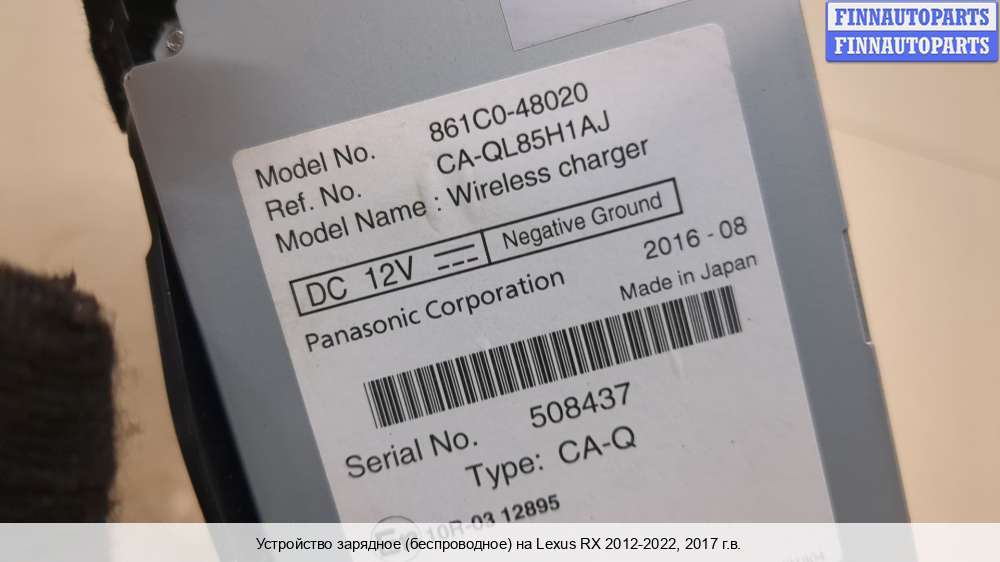 FINNAUTOPARTS
FINNAUTOPARTS
Model No. 861C0-48020
Ref. No. CA-QL85H1AJ
Model Name : Wireless charger
DC 12V Negative Ground
2016 - 08
Panasonic Corporation Made in Japan
Serial No. 508437
Type: CA-Q
10R-03 12895
Устройство зарядное (беспроводное) на Lexus RX 2012-2022, 2017 г.в.